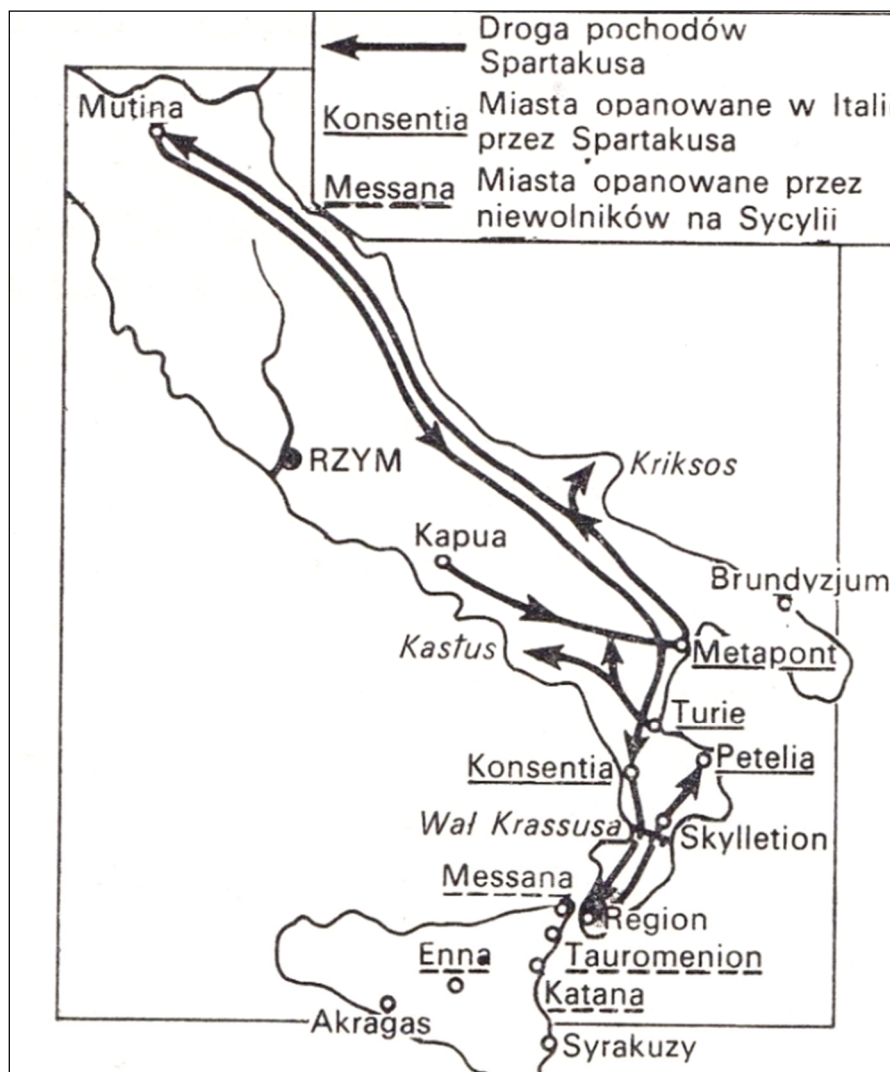 Droga pochodów
Spartakusa
Konsentia
Miasta opanowane w Itali
przez Spartakusa
Messana
Miasta opanowane przez
niewolników na Sycylii
Mutina
RZYM
Kriksos
Kapua
Brundyzjum
Kastus
Metapont
Turie
Konsentia
Petelia
Wał Krassusa
Skylletion
Messana
Region
Enna
Tauromenion
Katana
Akragas
Syrakuzy